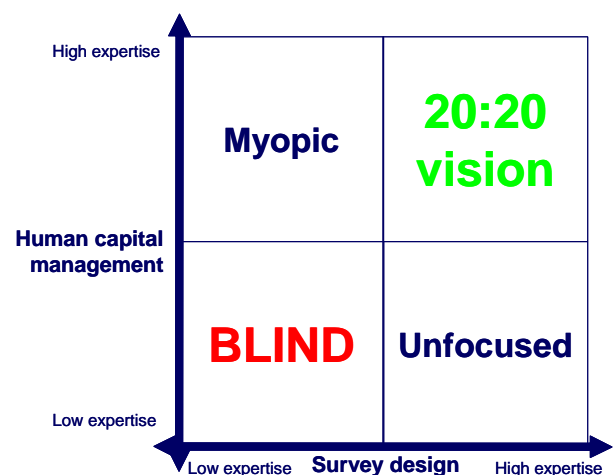 High expertise
Myopic
20:20
vision
Human capital
management
BLIND
Unfocused
Low expertise
Low expertise
Survey design
High expertise